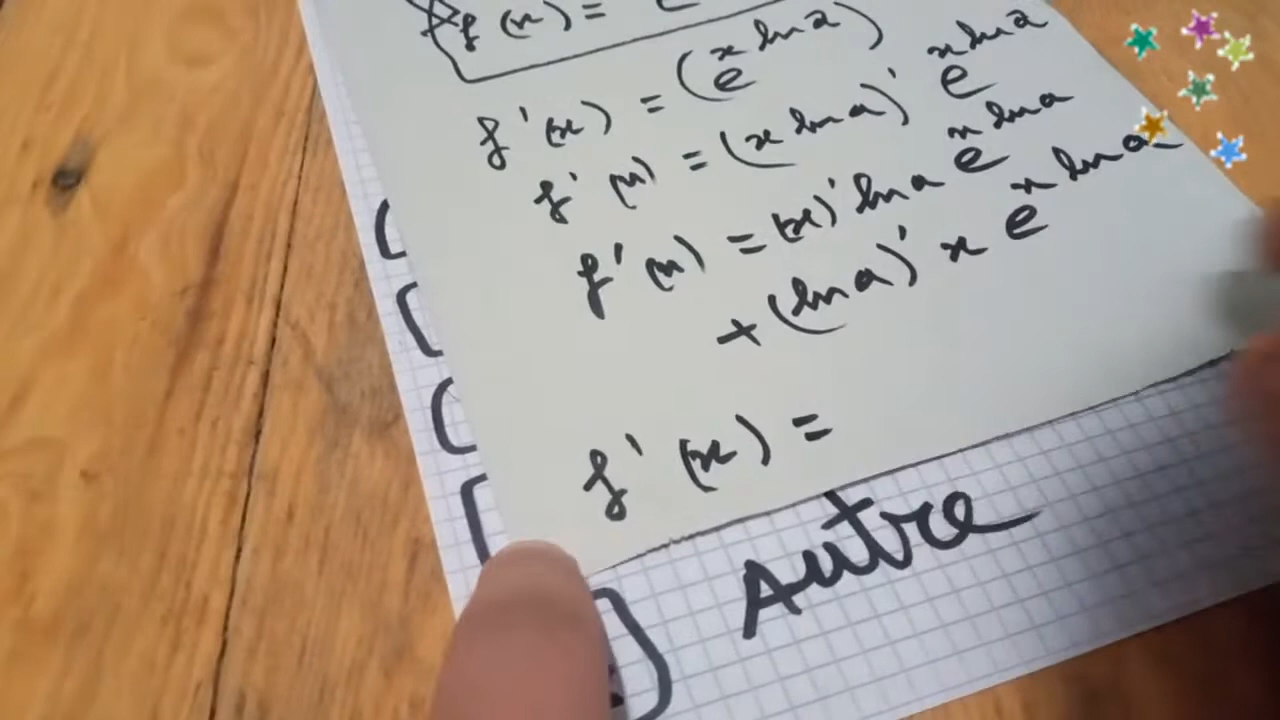 f(x) = e
f'(x) = (e^{x ln a})
f'(x) = (x ln a)' e^{x ln a}
f'(x) = (x)' ln a e^{x ln a}
+ (ln a)' x e^{x ln a}
f'(x) =
Autre